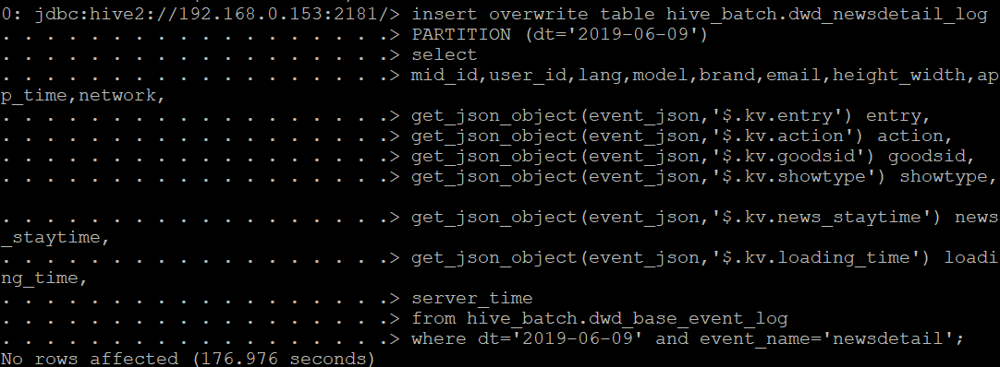 0: jdbc:hive2://192.168.0.153:2181/> insert overwrite table hive_batch.dwd_newsdetail_log
. . . . . . . . . . . . . . . . . .> PARTITION (dt='2019-06-09')
. . . . . . . . . . . . . . . . . .> select
. . . . . . . . . . . . . . . . . .> mid_id,user_id,lang,model,brand,email,height_width,ap
p_time,network,
. . . . . . . . . . . . . . . . . .> get_json_object(event_json,'$.kv.entry') entry,
. . . . . . . . . . . . . . . . . .> get_json_object(event_json,'$.kv.action') action,
. . . . . . . . . . . . . . . . . .> get_json_object(event_json,'$.kv.goodsid') goodsid,
. . . . . . . . . . . . . . . . . .> get_json_object(event_json,'$.kv.showtype') showtype,
. . . . . . . . . . . . . . . . . .> get_json_object(event_json,'$.kv.news_staytime') news
_staytime,
. . . . . . . . . . . . . . . . . .> get_json_object(event_json,'$.kv.loading_time') loadi
ng_time,
. . . . . . . . . . . . . . . . . .> server_time
. . . . . . . . . . . . . . . . . .> from hive_batch.dwd_base_event_log
. . . . . . . . . . . . . . . . . .> where dt='2019-06-09' and event_name='newsdetail';
No rows affected (176.976 seconds)